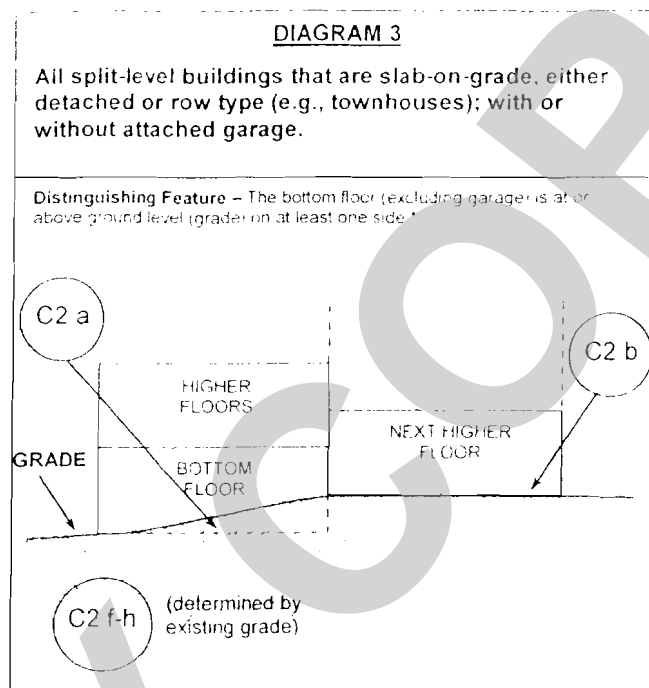 DIAGRAM 3
All split-level buildings that are slab-on-grade, either
detached or row type (e.g., townhouses); with or
without attached garage.
Distinguishing Feature – The bottom floor (excluding garage) is at or
above ground level (grade) on at least one side.*
C2 a
C2 b
HIGHER
FLOORS
NEXT HIGHER
FLOOR
GRADE
BOTTOM
FLOOR
C2 f-h
(determined by
existing grade)
COP